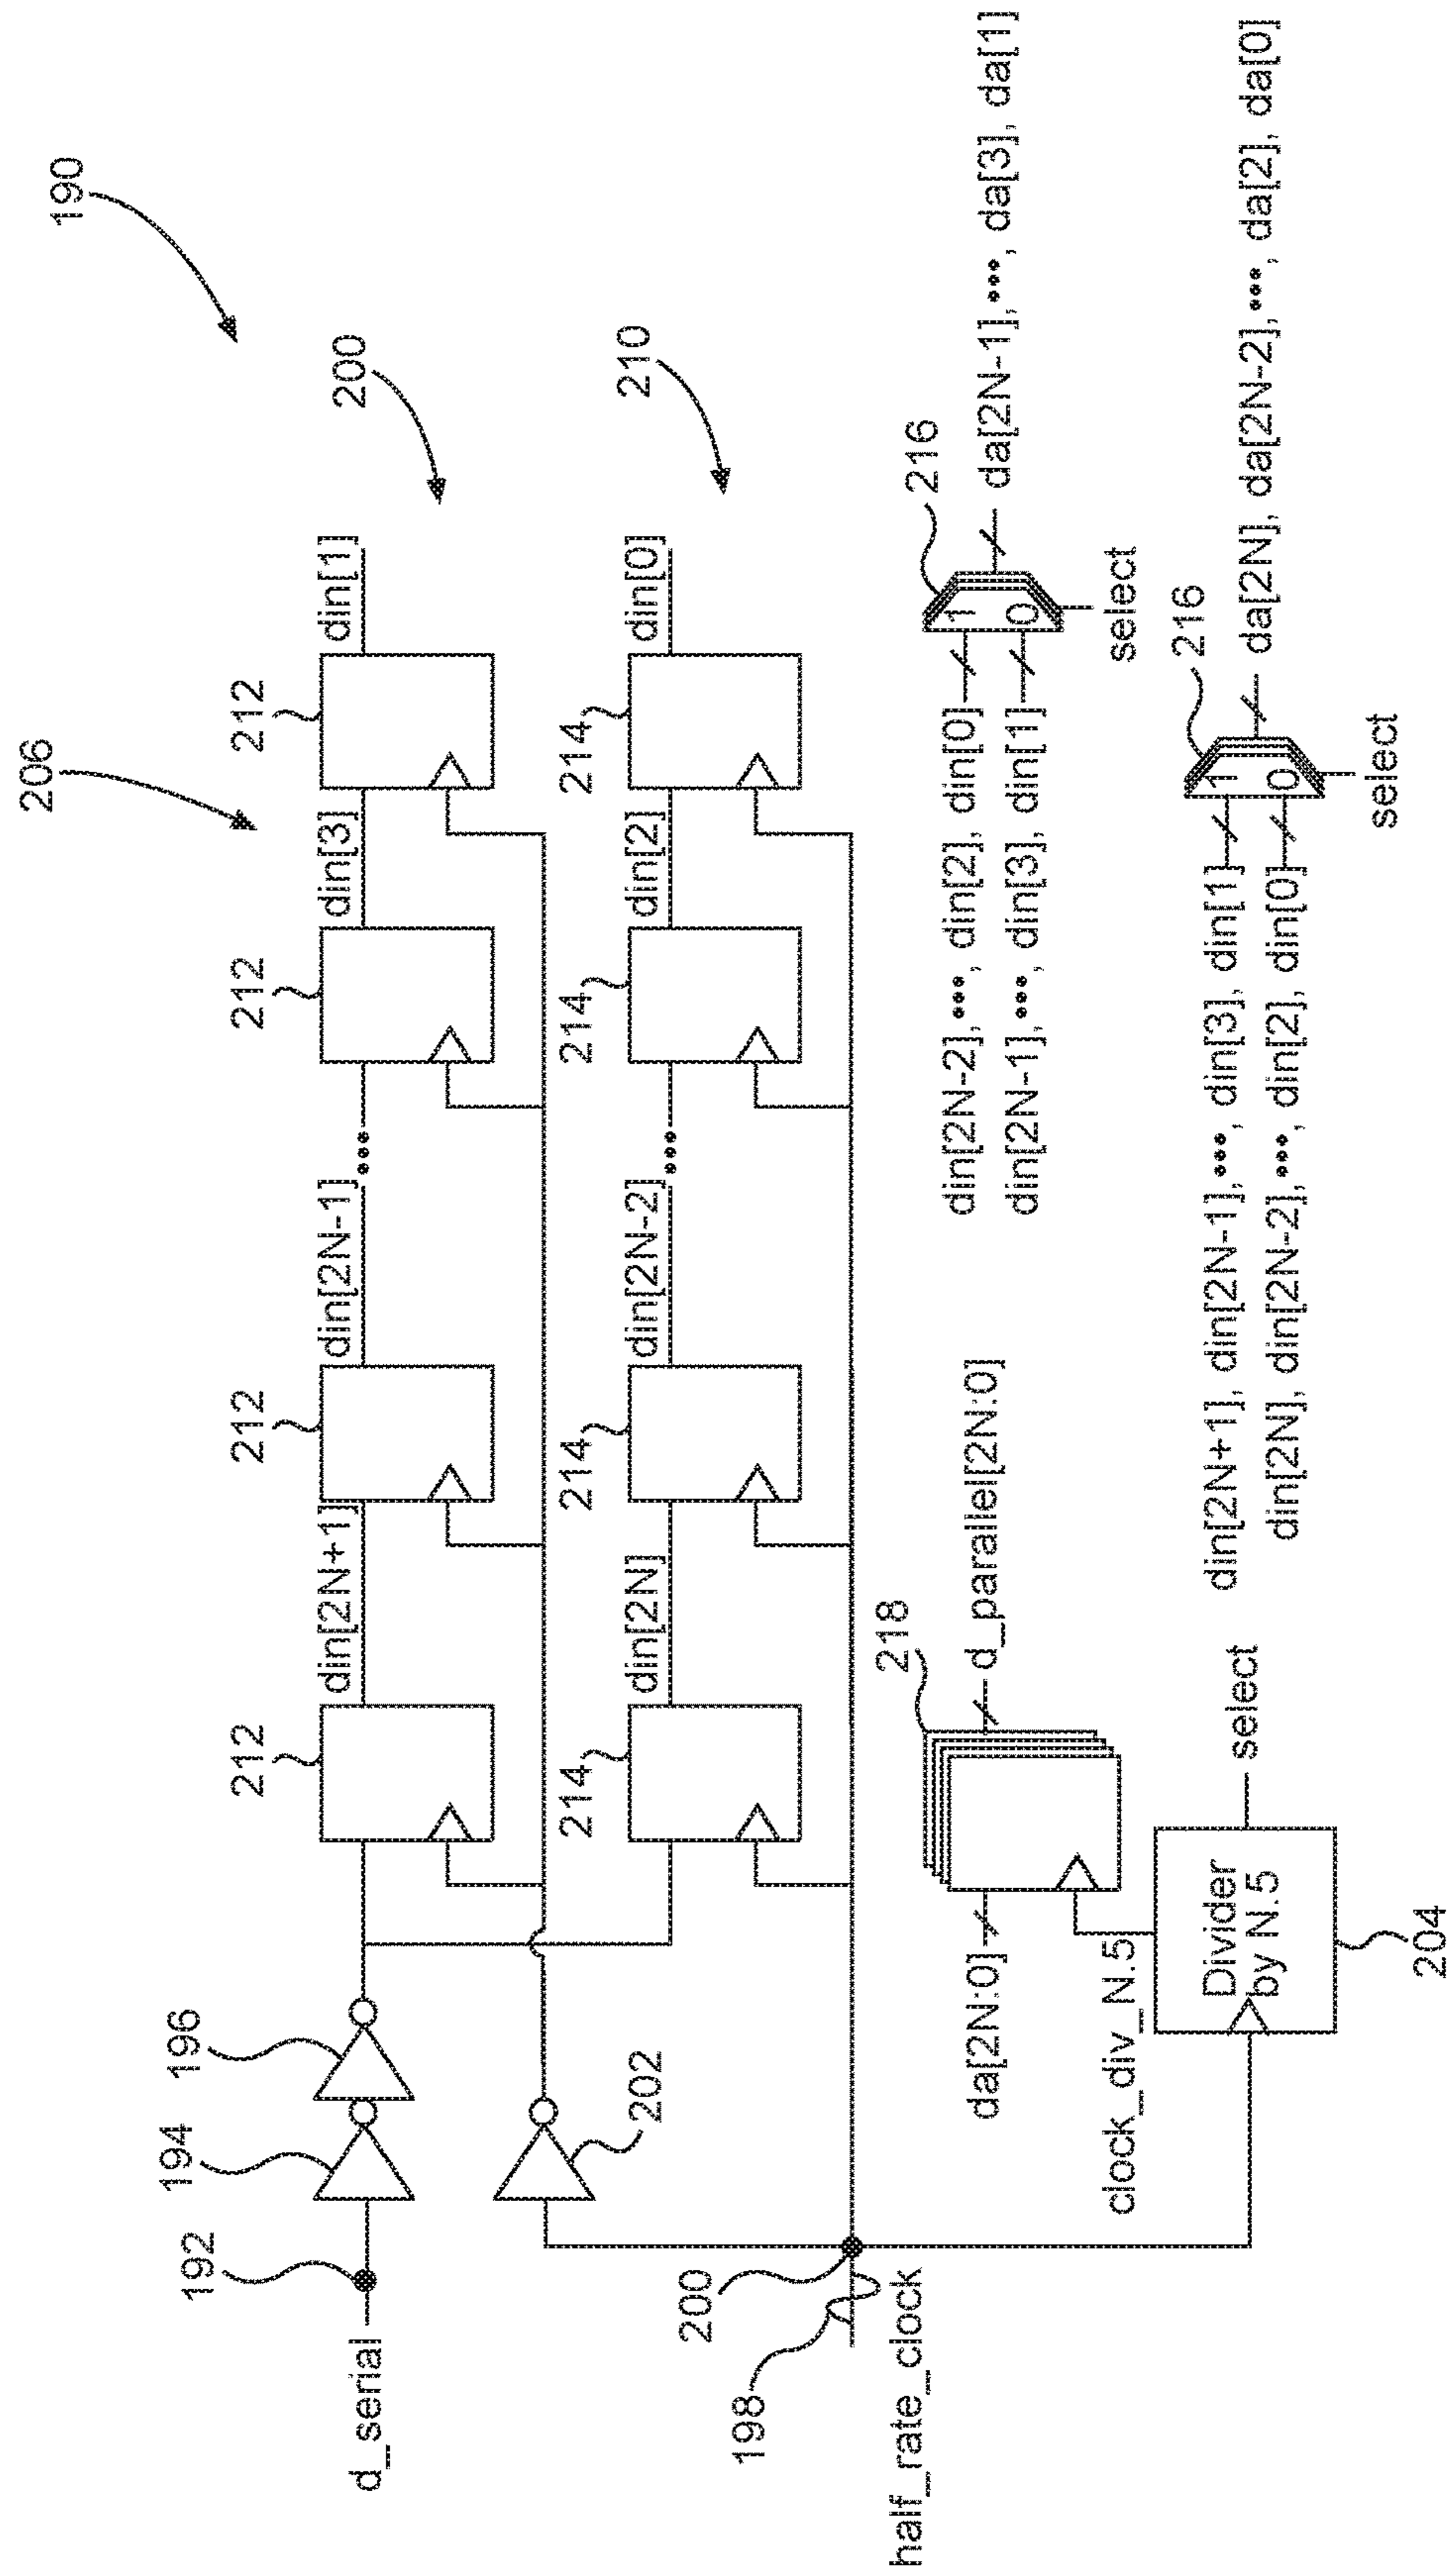 190
206
212
212
212
212
200
194
196
192
d_serial
din[2N+1]
din[2N-1]
•••
din[3]
din[1]
202
210
214
214
214
214
din[2N]
din[2N-2]
•••
din[2]
din[0]
200
198
half_rate_clock
218
da[2N:0]
d_parallel[2N:0]
clock_div_N.5
Divider
by N.5
204
select
216
din[2N-2],•••, din[2], din[0]
din[2N-1],•••, din[3], din[1]
1
0
select
da[2N-1],•••, da[3], da[1]
216
din[2N+1], din[2N-1],•••, din[3], din[1]
din[2N], din[2N-2],•••, din[2], din[0]
1
0
select
da[2N], da[2N-2],•••, da[2], da[0]